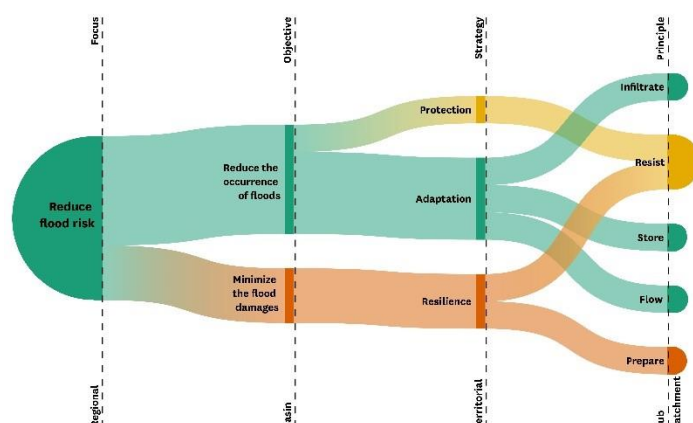 Focus
Objective
Strategy
Principle
Reduce
flood risk
Reduce the
occurrence
of floods
Minimize
the flood
damages
Protection
Adaptation
Resilience
Infiltrate
Resist
Store
Flow
Prepare
Regional
asin
erritorial
ub
atchment